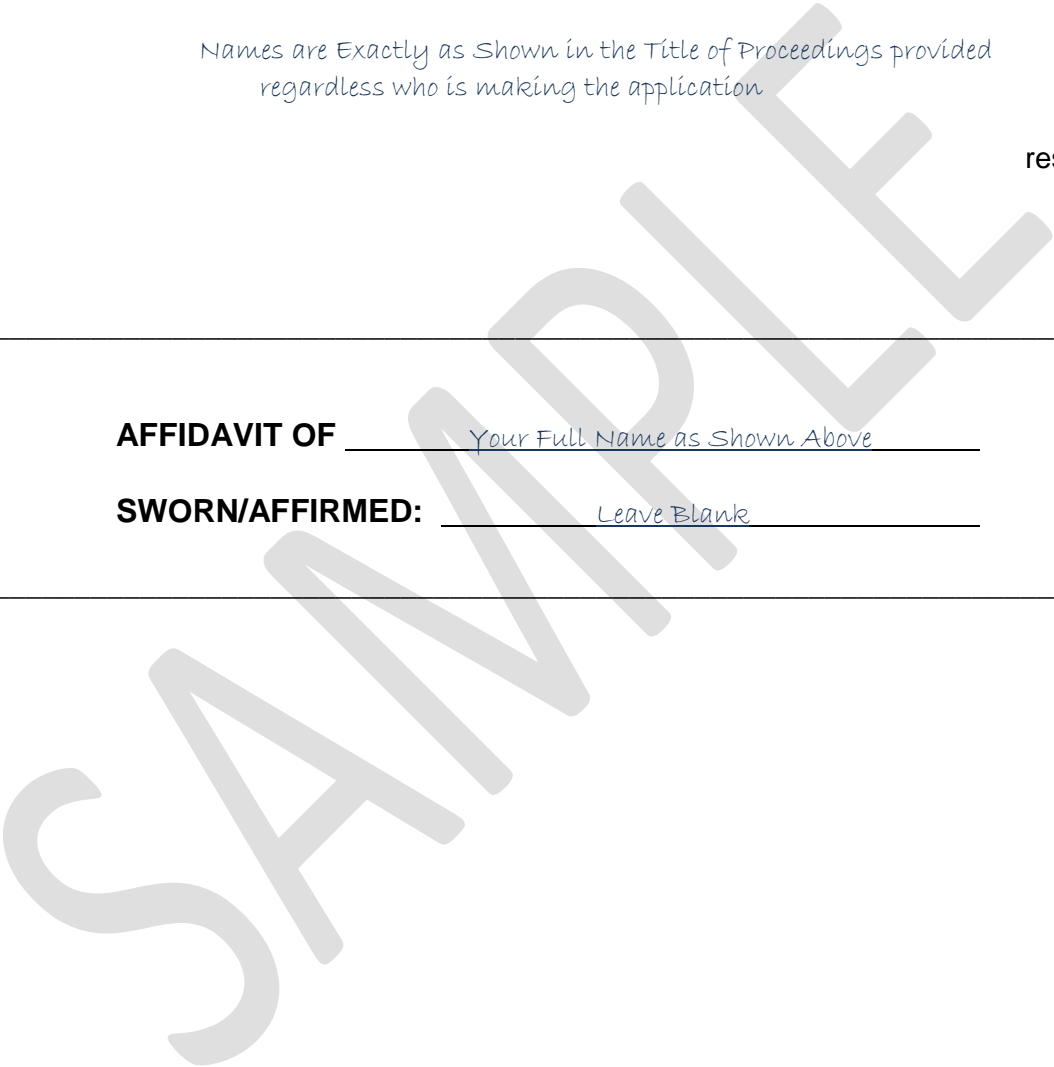 Names are Exactly as Shown in the Title of Proceedings provided
regardless who is making the application
res
AFFIDAVIT OF Your Full Name as Shown Above
SWORN/AFFIRMED: Leave Blank
SAMPLE